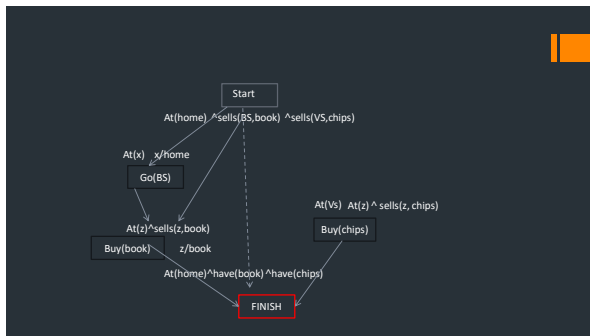 Start
At(home) ^sells(BS,book) ^sells(VS,chips)
At(x) x/home
Go(BS)
At(Vs) At(z) ^ sells(z, chips)
Buy(chips)
At(z)^sells(z,book)
Buy(book) z/book
At(home)^have(book) ^have(chips)
FINISH